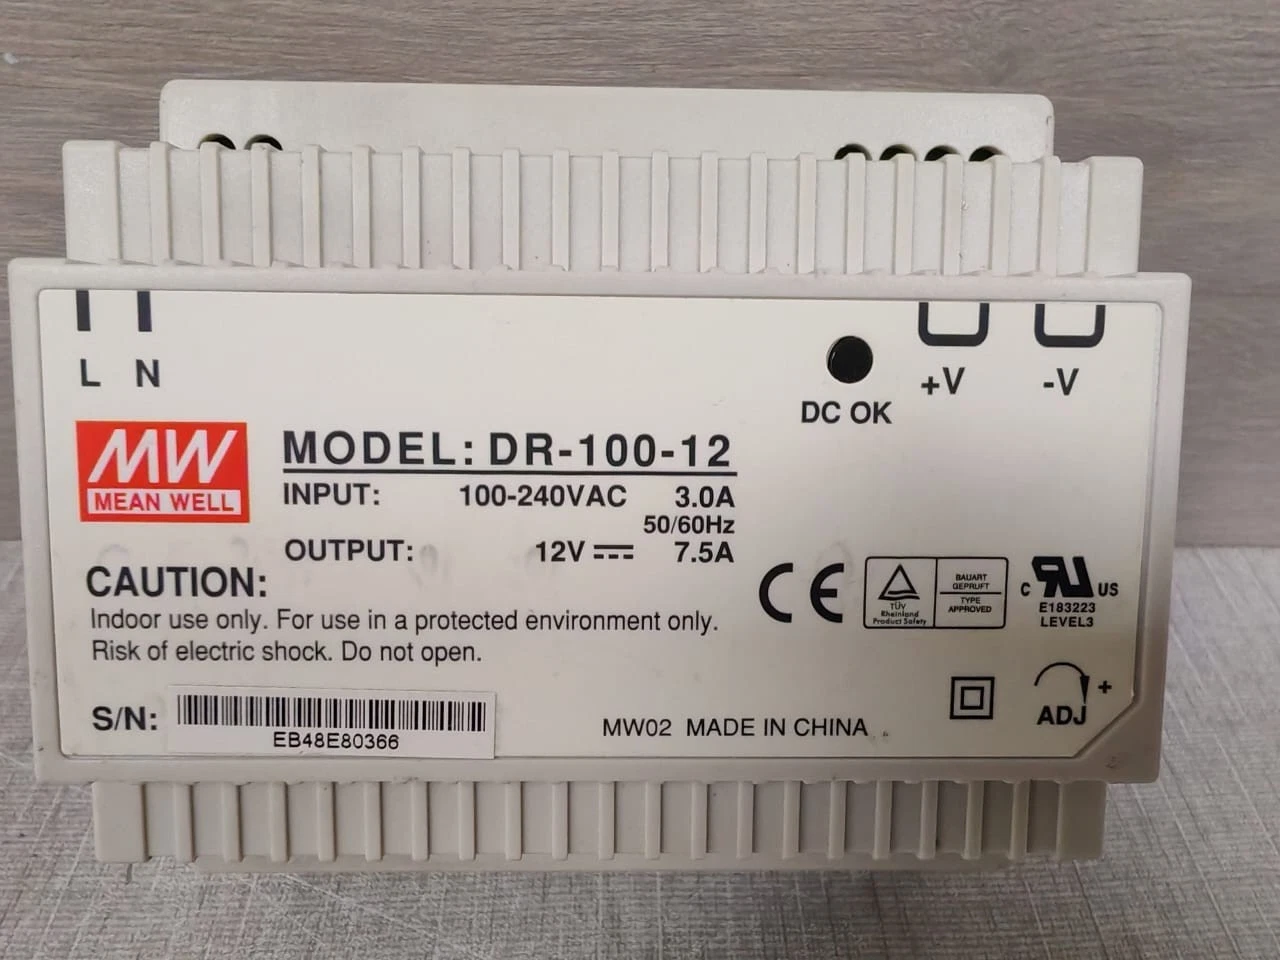 L N
+V -V
DC OK
MW
MEAN WELL
MODEL: DR-100-12
INPUT: 100-240VAC 3.0A
50/60Hz
OUTPUT: 12V 7.5A
CAUTION:
Indoor use only. For use in a protected environment only.
Risk of electric shock. Do not open.
CE
TÜV
Rheinland
Product Safety
BAUART
GEPRUFT
TYPE
APPROVED
C RU US
E183223
LEVEL3
S/N:
EB48E80366
MW02 MADE IN CHINA
ADJ +